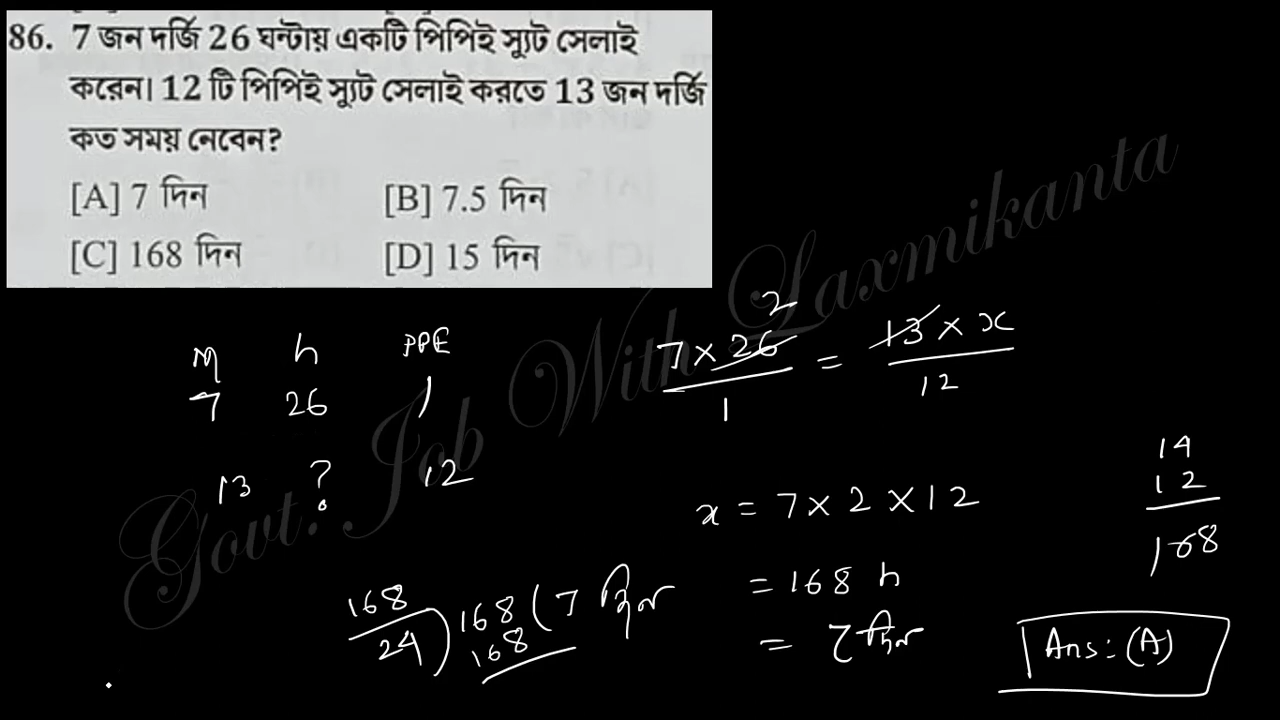 86. 7 জন দর্জি 26 ঘন্টায় একটি পিপিই স্যুট সেলাই
করেন। 12 টি পিপিই স্যুট সেলাই করতে 13 জন দর্জি
কত সময় নেবেন?
[A] 7 দিন [B] 7.5 দিন
[C] 168 দিন [D] 15 দিন
Govt. Job With Laxmikanta
M h PPE
7 26 1
13 ? 12
7 × 26 2 / 1 = 13 × x / 12
x = 7 × 2 × 12
14
12
168
= 168 h
= 7 দিন
168 / 24 ) 168 ( 7 দিন
168
Ans: (A)